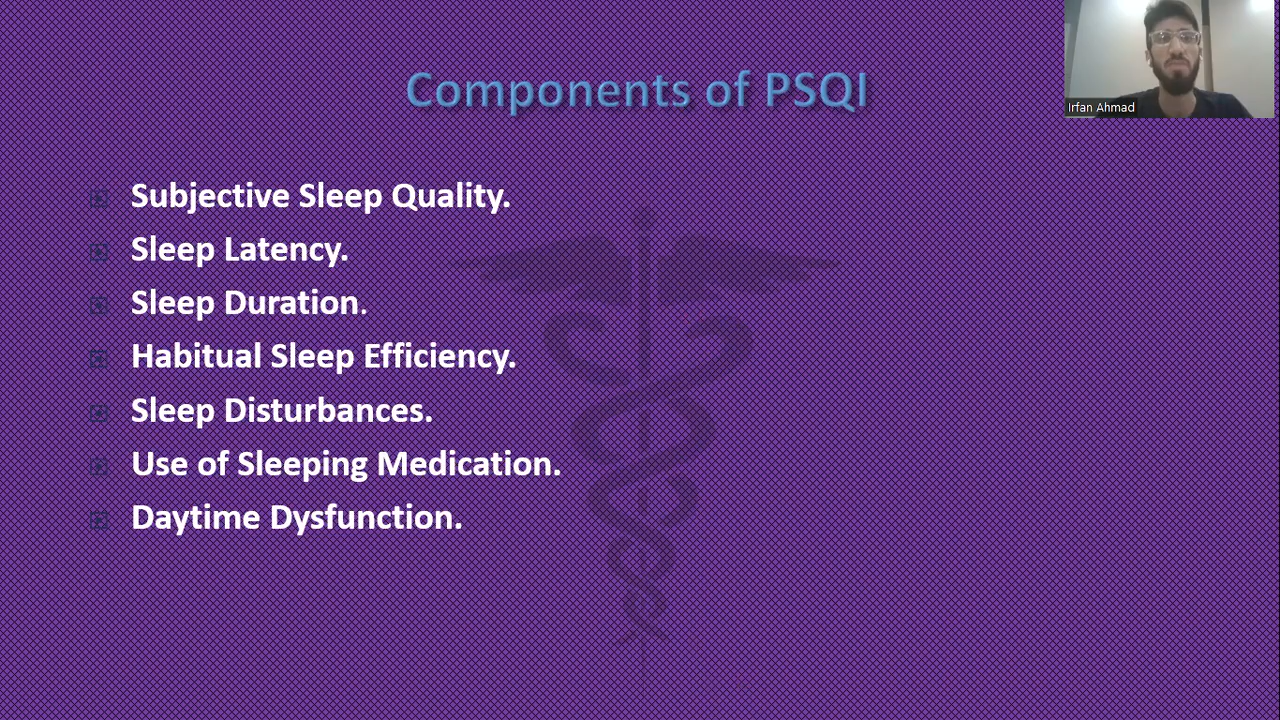 Components of PSQI
Irfan Ahmad
Subjective Sleep Quality.
Sleep Latency.
Sleep Duration.
Habitual Sleep Efficiency.
Sleep Disturbances.
Use of Sleeping Medication.
Daytime Dysfunction.